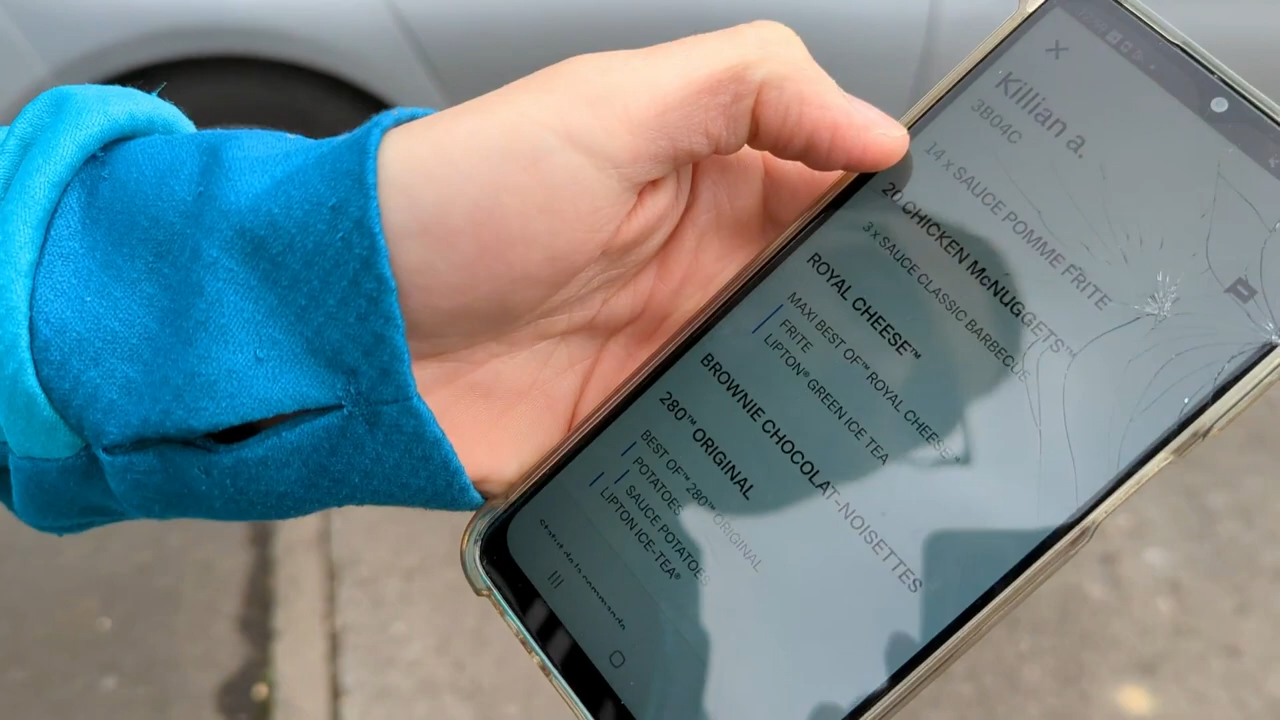 Killian a.
3B04C
14 x SAUCE POMME FRITE
20 CHICKEN McNUGGETS™
3 x SAUCE CLASSIC BARBECUE
ROYAL CHEESE™
MAXI BEST OF™ ROYAL CHEESE™
FRITE
LIPTON® GREEN ICE TEA
BROWNIE CHOCOLAT-NOISETTES
280™ ORIGINAL
BEST OF™ 280™ ORIGINAL
POTATOES
SAUCE POTATOES
LIPTON ICE-TEA®
Statut de la commande